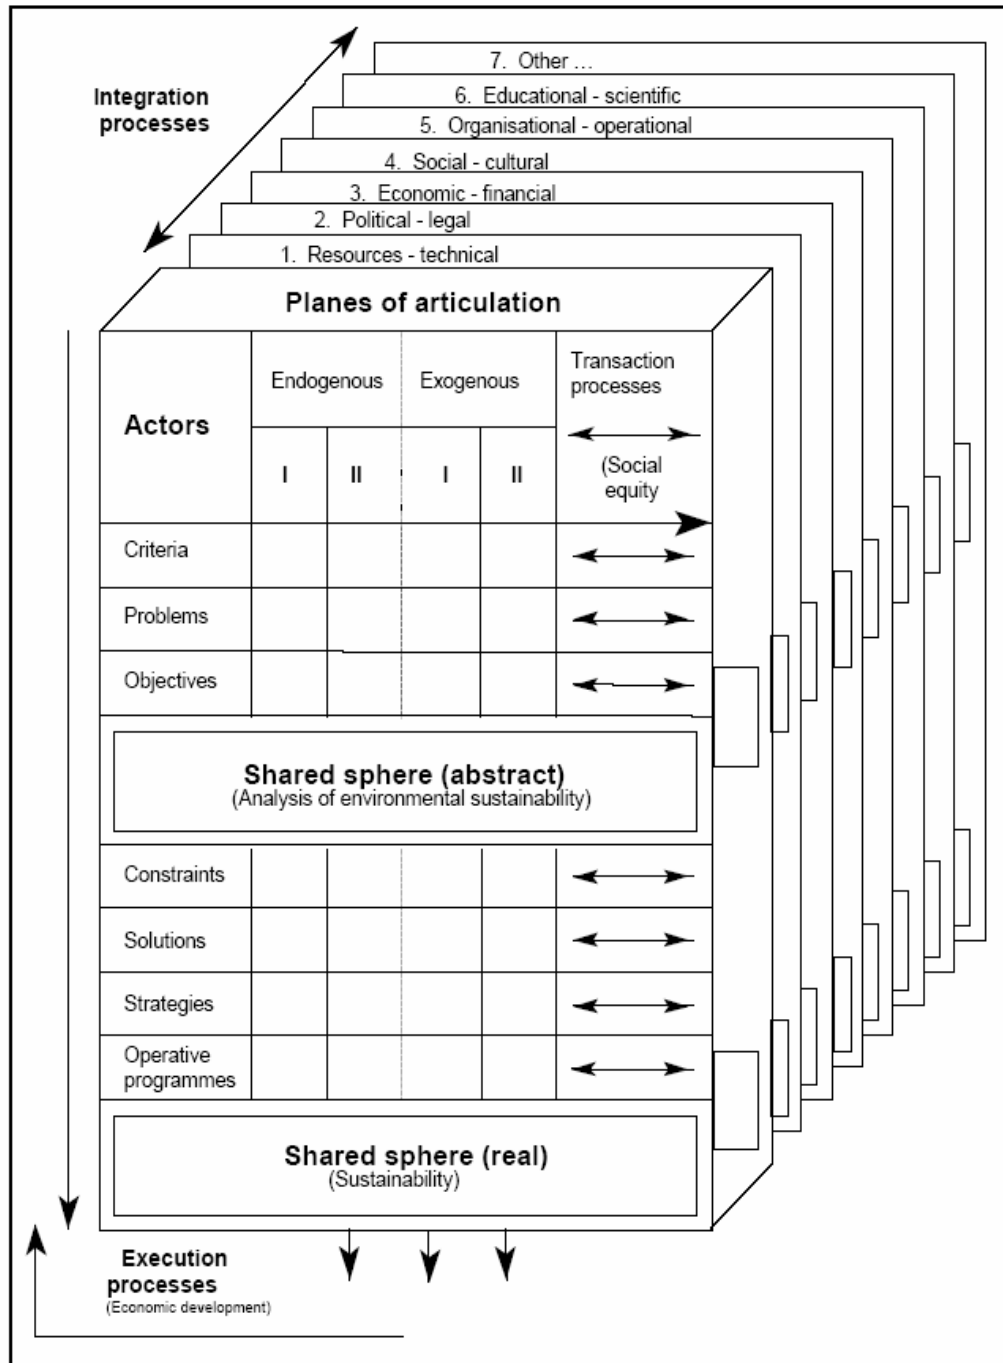 7. Other ...
6. Educational - scientific
5. Organisational - operational
4. Social - cultural
3. Economic - financial
2. Political - legal
1. Resources - technical
Integration
processes
Planes of articulation
Actors
Endogenous
Exogenous
Transaction
processes
I
II
I
II
(Social
equity
Criteria
Problems
Objectives
Shared sphere (abstract)
(Analysis of environmental sustainability)
Constraints
Solutions
Strategies
Operative
programmes
Shared sphere (real)
(Sustainability)
Execution
processes
(Economic development)